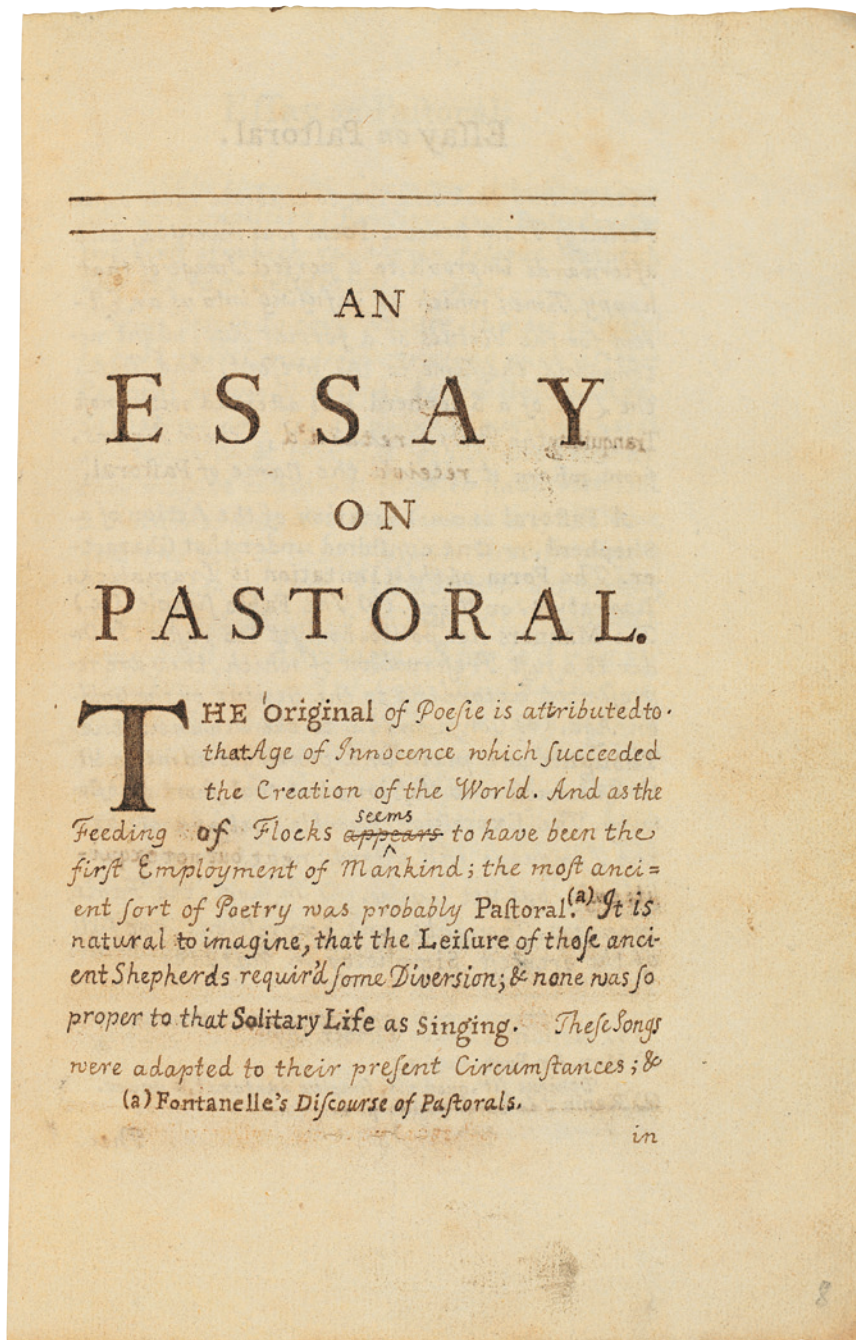 AN
ESSAY
ON
PASTORAL.
THE Original of Poeſie is attributed to
that Age of Innocence which ſucceeded
the Creation of the World. And as the
seems
Feeding of Flocks appears to have been the
firſt Employment of Mankind; the moſt anci=
ent ſort of Poetry was probably Paſtoral.(a) It is
natural to imagine, that the Leiſure of thoſe anci-
ent Shepherds requir'd ſome Diversion; & none was ſo
proper to that Solitary Life as Singing. Theſe Songs
were adapted to their preſent Circumſtances; &
(a) Fontanelle's Diſcourse of Paſtorals.
in
8